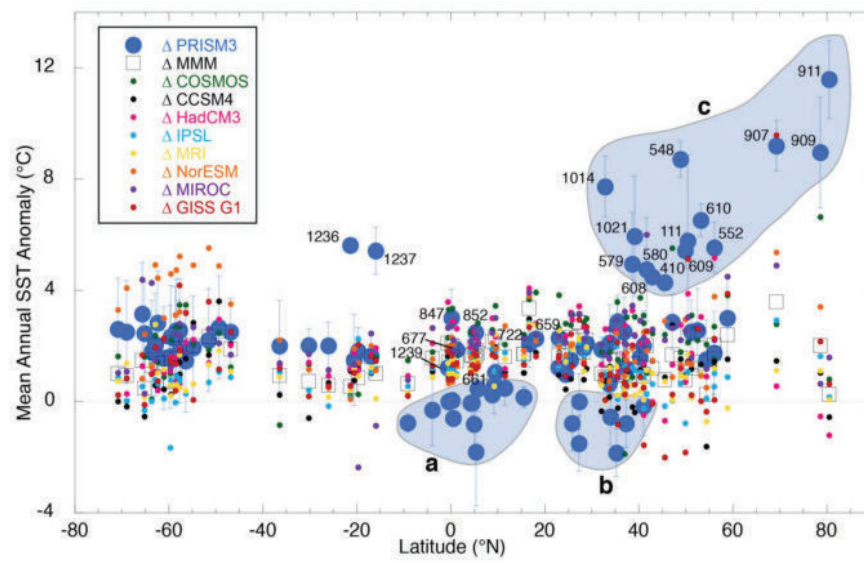 12
8
4
0
-4
-80
-60
-40
-20
0
20
40
60
80
Mean Annual SST Anomaly (°C)
Latitude (°N)
Δ PRISM3
Δ MMM
Δ COSMOS
Δ CCSM4
Δ HadCM3
Δ IPSL
Δ MRI
Δ NorESM
Δ MIROC
Δ GISS G1
c
911
907
909
548
1014
610
1021
111
552
580
579
410
609
608
1236
1237
847
852
677
722
659
1239
661
a
b